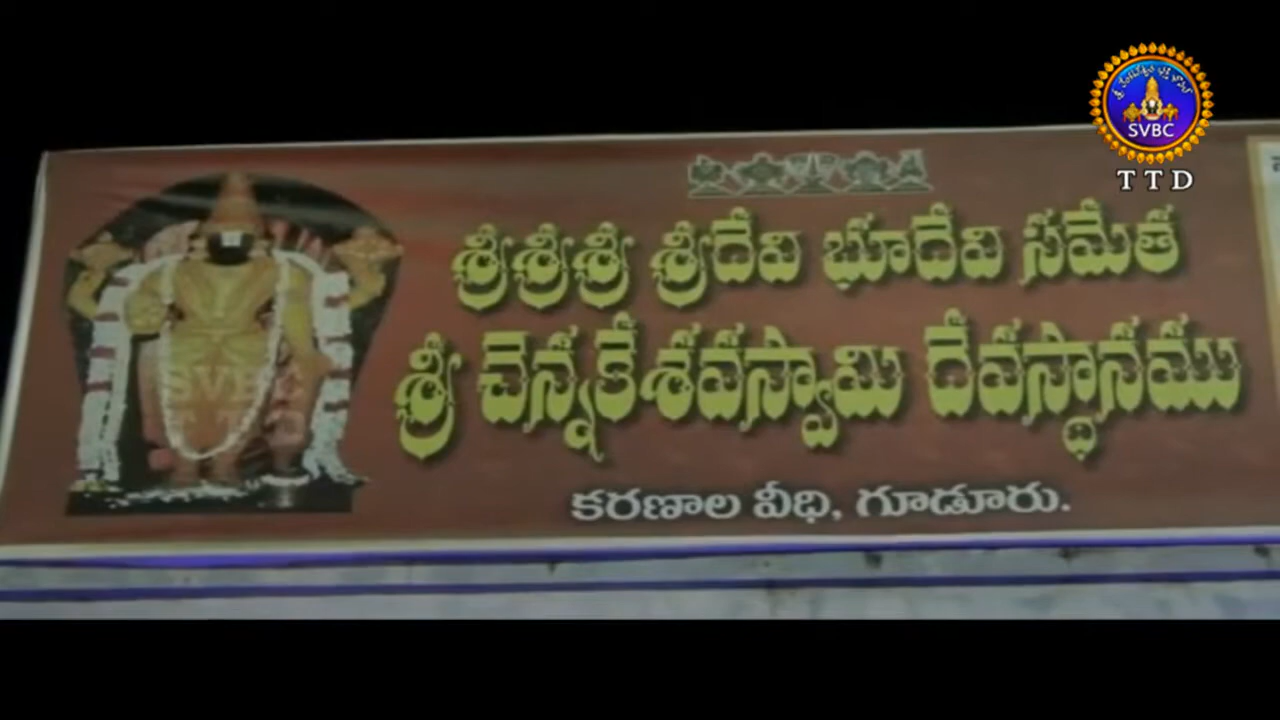 శ్రీశ్రీశ్రీ శ్రీదేవి భూదేవి సమేత
శ్రీ చెన్నకేశవస్వామి దేవస్థానము
కరణాల వీధి, గూడూరు.
SVBC
TTD